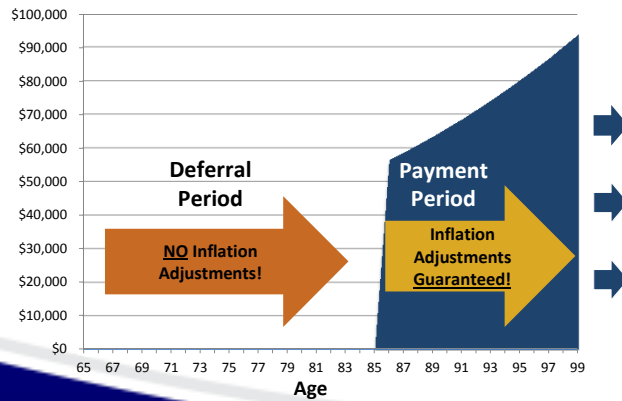 $100,000
$90,000
$80,000
$70,000
$60,000
$50,000
$40,000
$30,000
$20,000
$10,000
$0
Deferral
Period
NO Inflation
Adjustments!
Payment
Period
Inflation
Adjustments
Guaranteed!
65 67 69 71 73 75 77 79 81 83 85 87 89 91 93 95 97 99
Age